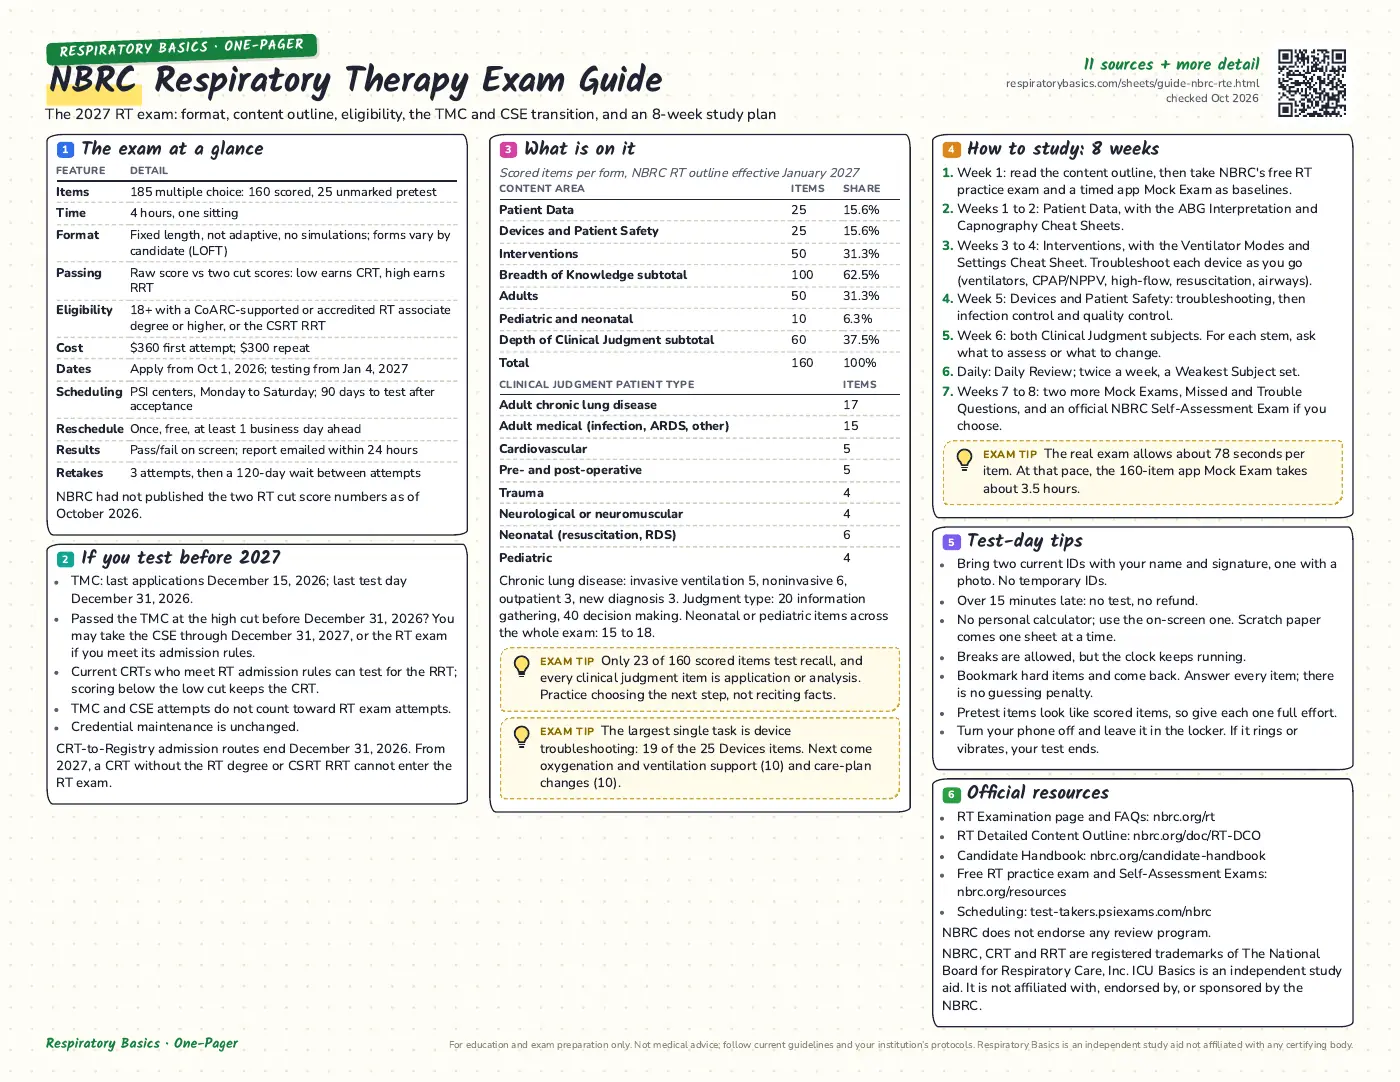 RESPIRATORY BASICS · ONE-PAGER
NBRC Respiratory Therapy Exam Guide
The 2027 RT exam: format, content outline, eligibility, the TMC and CSE transition, and an 8-week study plan
11 sources + more detail
respiratorybasics.com/sheets/guide-nbrc-rte.html
checked Oct 2026
1 The exam at a glance
FEATURE DETAIL
Items 185 multiple choice: 160 scored, 25 unmarked pretest
Time 4 hours, one sitting
Format Fixed length, not adaptive, no simulations; forms vary by
candidate (LOFT)
Passing Raw score vs two cut scores: low earns CRT, high earns
RRT
Eligibility 18+ with a CoARC-supported or accredited RT associate
degree or higher, or the CSRT RRT
Cost $360 first attempt; $300 repeat
Dates Apply from Oct 1, 2026; testing from Jan 4, 2027
Scheduling PSI centers, Monday to Saturday; 90 days to test after
acceptance
Reschedule Once, free, at least 1 business day ahead
Results Pass/fail on screen; report emailed within 24 hours
Retakes 3 attempts, then a 120-day wait between attempts
NBRC had not published the two RT cut score numbers as of
October 2026.
2 If you test before 2027
• TMC: last applications December 15, 2026; last test day
December 31, 2026.
• Passed the TMC at the high cut before December 31, 2026? You
may take the CSE through December 31, 2027, or the RT exam
if you meet its admission rules.
• Current CRTs who meet RT admission rules can test for the RRT;
scoring below the low cut keeps the CRT.
• TMC and CSE attempts do not count toward RT exam attempts.
• Credential maintenance is unchanged.
CRT-to-Registry admission routes end December 31, 2026. From
2027, a CRT without the RT degree or CSRT RRT cannot enter the
RT exam.
3 What is on it
Scored items per form, NBRC RT outline effective January 2027
CONTENT AREA ITEMS SHARE
Patient Data 25 15.6%
Devices and Patient Safety 25 15.6%
Interventions 50 31.3%
Breadth of Knowledge subtotal 100 62.5%
Adults 50 31.3%
Pediatric and neonatal 10 6.3%
Depth of Clinical Judgment subtotal 60 37.5%
Total 160 100%
CLINICAL JUDGMENT PATIENT TYPE ITEMS
Adult chronic lung disease 17
Adult medical (infection, ARDS, other) 15
Cardiovascular 5
Pre- and post-operative 5
Trauma 4
Neurological or neuromuscular 4
Neonatal (resuscitation, RDS) 6
Pediatric 4
Chronic lung disease: invasive ventilation 5, noninvasive 6,
outpatient 3, new diagnosis 3. Judgment type: 20 information
gathering, 40 decision making. Neonatal or pediatric items across
the whole exam: 15 to 18.
EXAM TIP Only 23 of 160 scored items test recall, and
every clinical judgment item is application or analysis.
Practice choosing the next step, not reciting facts.
EXAM TIP The largest single task is device
troubleshooting: 19 of the 25 Devices items. Next come
oxygenation and ventilation support (10) and care-plan
changes (10).
4 How to study: 8 weeks
1. Week 1: read the content outline, then take NBRC's free RT
practice exam and a timed app Mock Exam as baselines.
2. Weeks 1 to 2: Patient Data, with the ABG Interpretation and
Capnography Cheat Sheets.
3. Weeks 3 to 4: Interventions, with the Ventilator Modes and
Settings Cheat Sheet. Troubleshoot each device as you go
(ventilators, CPAP/NPPV, high-flow, resuscitation, airways).
4. Week 5: Devices and Patient Safety: troubleshooting, then
infection control and quality control.
5. Week 6: both Clinical Judgment subjects. For each stem, ask
what to assess or what to change.
6. Daily: Daily Review; twice a week, a Weakest Subject set.
7. Weeks 7 to 8: two more Mock Exams, Missed and Trouble
Questions, and an official NBRC Self-Assessment Exam if you
choose.
EXAM TIP The real exam allows about 78 seconds per
item. At that pace, the 160-item app Mock Exam takes
about 3.5 hours.
5 Test-day tips
• Bring two current IDs with your name and signature, one with a
photo. No temporary IDs.
• Over 15 minutes late: no test, no refund.
• No personal calculator; use the on-screen one. Scratch paper
comes one sheet at a time.
• Breaks are allowed, but the clock keeps running.
• Bookmark hard items and come back. Answer every item; there
is no guessing penalty.
• Pretest items look like scored items, so give each one full effort.
• Turn your phone off and leave it in the locker. If it rings or
vibrates, your test ends.
6 Official resources
• RT Examination page and FAQs: nbrc.org/rt
• RT Detailed Content Outline: nbrc.org/doc/RT-DCO
• Candidate Handbook: nbrc.org/candidate-handbook
• Free RT practice exam and Self-Assessment Exams:
nbrc.org/resources
• Scheduling: test-takers.psiexams.com/nbrc
NBRC does not endorse any review program.
NBRC, CRT and RRT are registered trademarks of The National
Board for Respiratory Care, Inc. ICU Basics is an independent study
aid. It is not affiliated with, endorsed by, or sponsored by the
NBRC.
Respiratory Basics · One-Pager
For education and exam preparation only. Not medical advice; follow current guidelines and your institution's protocols. Respiratory Basics is an independent study aid not affiliated with any certifying body.